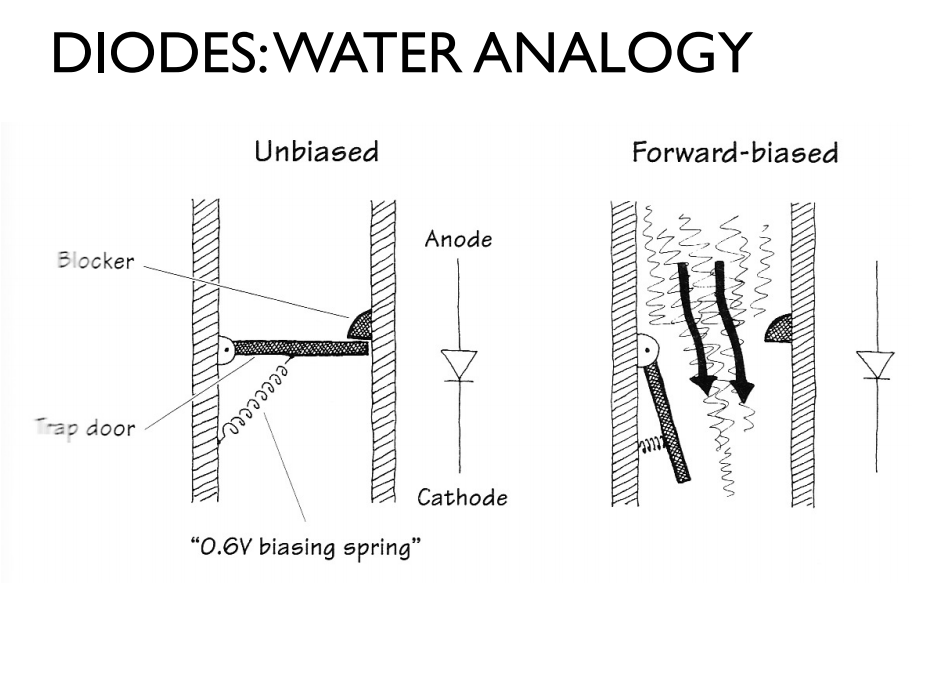 DIODES: WATER ANALOGY
Unbiased
Forward-biased
Anode
Blocker
Trap door
Cathode
“0.6V biasing spring”